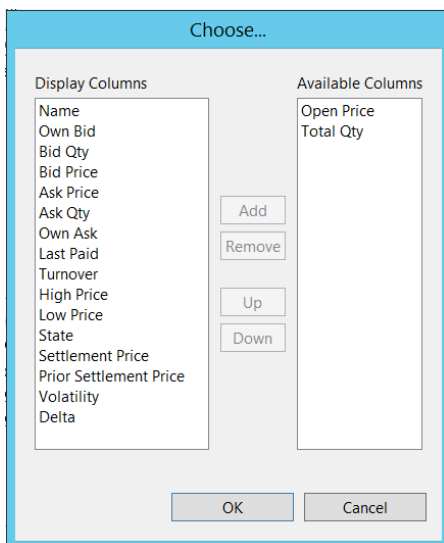 Choose...
Display Columns
Name
Own Bid
Bid Qty
Bid Price
Ask Price
Ask Qty
Own Ask
Last Paid
Turnover
High Price
Low Price
State
Settlement Price
Prior Settlement Price
Volatility
Delta
Add
Remove
Up
Down
Available Columns
Open Price
Total Qty
OK
Cancel